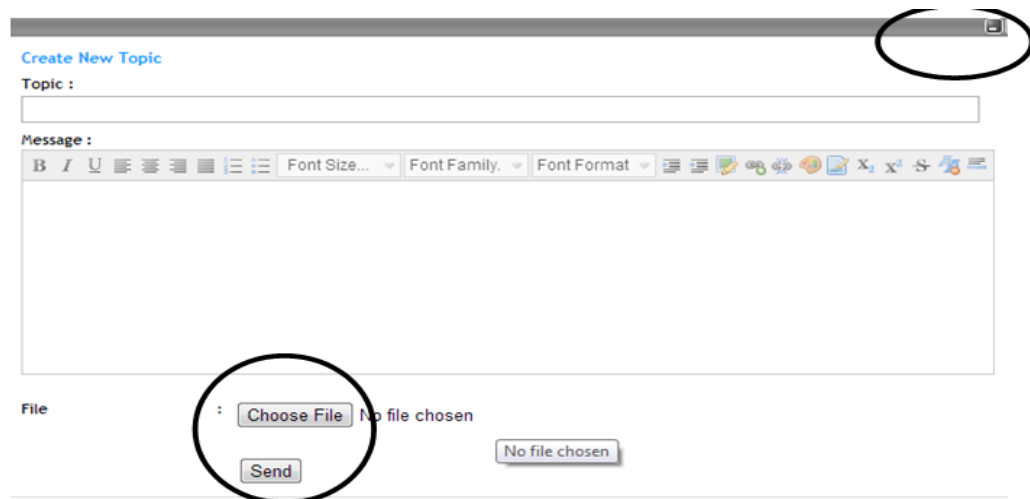 Create New Topic
Topic :
Message :
B I U Font Size... Font Family. Font Format X₂ X² S
File : Choose File No file chosen
No file chosen
Send